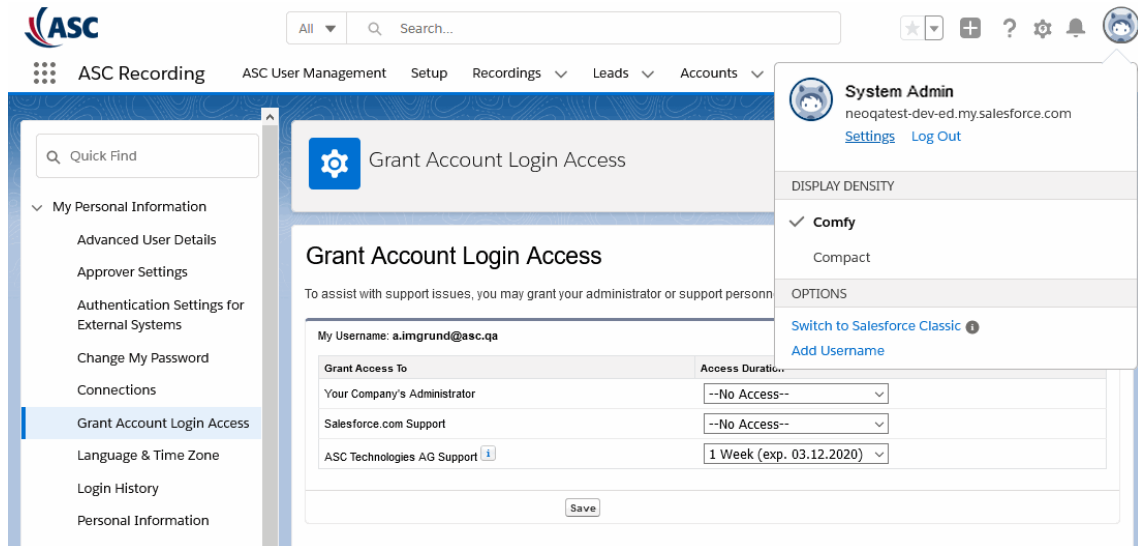 ASC
All
Search...
ASC Recording
ASC User Management
Setup
Recordings
Leads
Accounts
System Admin
neoqatest-dev-ed.my.salesforce.com
Settings Log Out
DISPLAY DENSITY
Comfy
Compact
OPTIONS
Switch to Salesforce Classic
Add Username
Quick Find
My Personal Information
Advanced User Details
Approver Settings
Authentication Settings for
External Systems
Change My Password
Connections
Grant Account Login Access
Language & Time Zone
Login History
Personal Information
Grant Account Login Access
Grant Account Login Access
To assist with support issues, you may grant your administrator or support
My Username: a.imgrund@asc.qa
Grant Access To Access Duration
Your Company's Administrator --No Access--
Salesforce.com Support --No Access--
ASC Technologies AG Support i 1 Week (exp. 03.12.2020)
Save